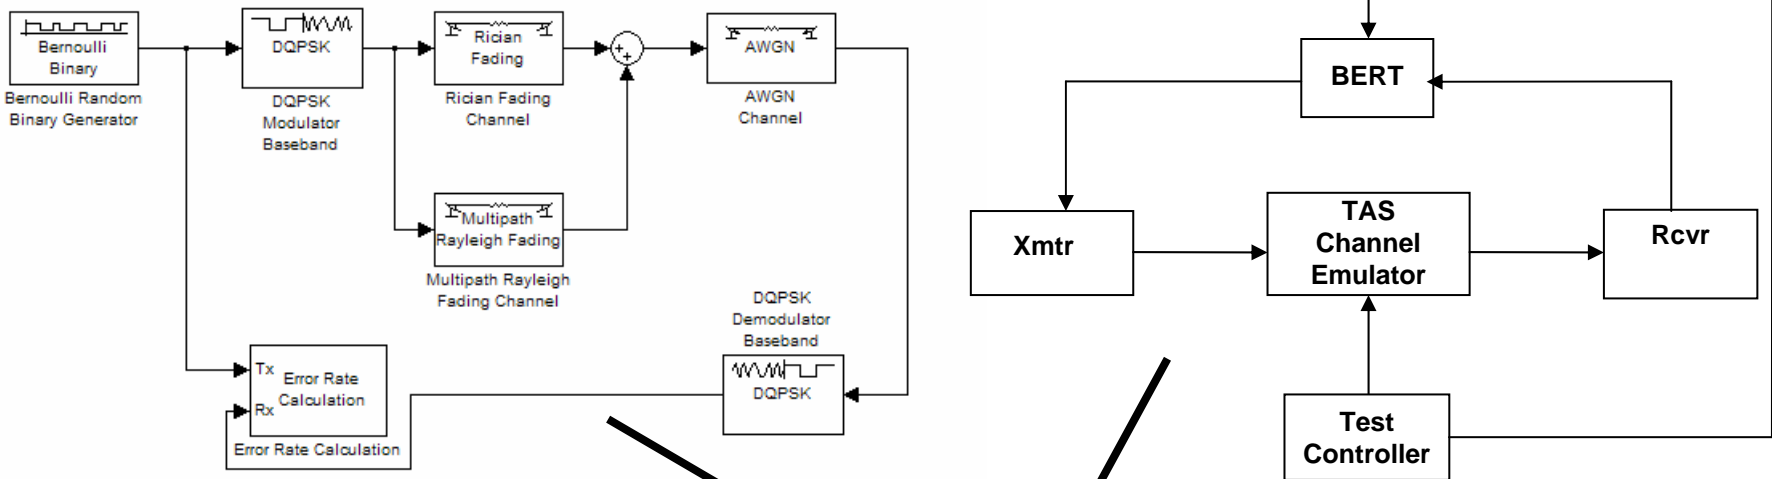 Bernoulli
Binary
Bernoulli Random
Binary Generator
DQPSK
DQPSK
Modulator
Baseband
Rician
Fading
Rician Fading
Channel
+
+
AWGN
AWGN
Channel
Multipath
Rayleigh Fading
Multipath Rayleigh
Fading Channel
DQPSK
Demodulator
Baseband
DQPSK
Tx
Rx
Error Rate
Calculation
Error Rate Calculation
BERT
Xmtr
TAS
Channel
Emulator
Rcvr
Test
Controller